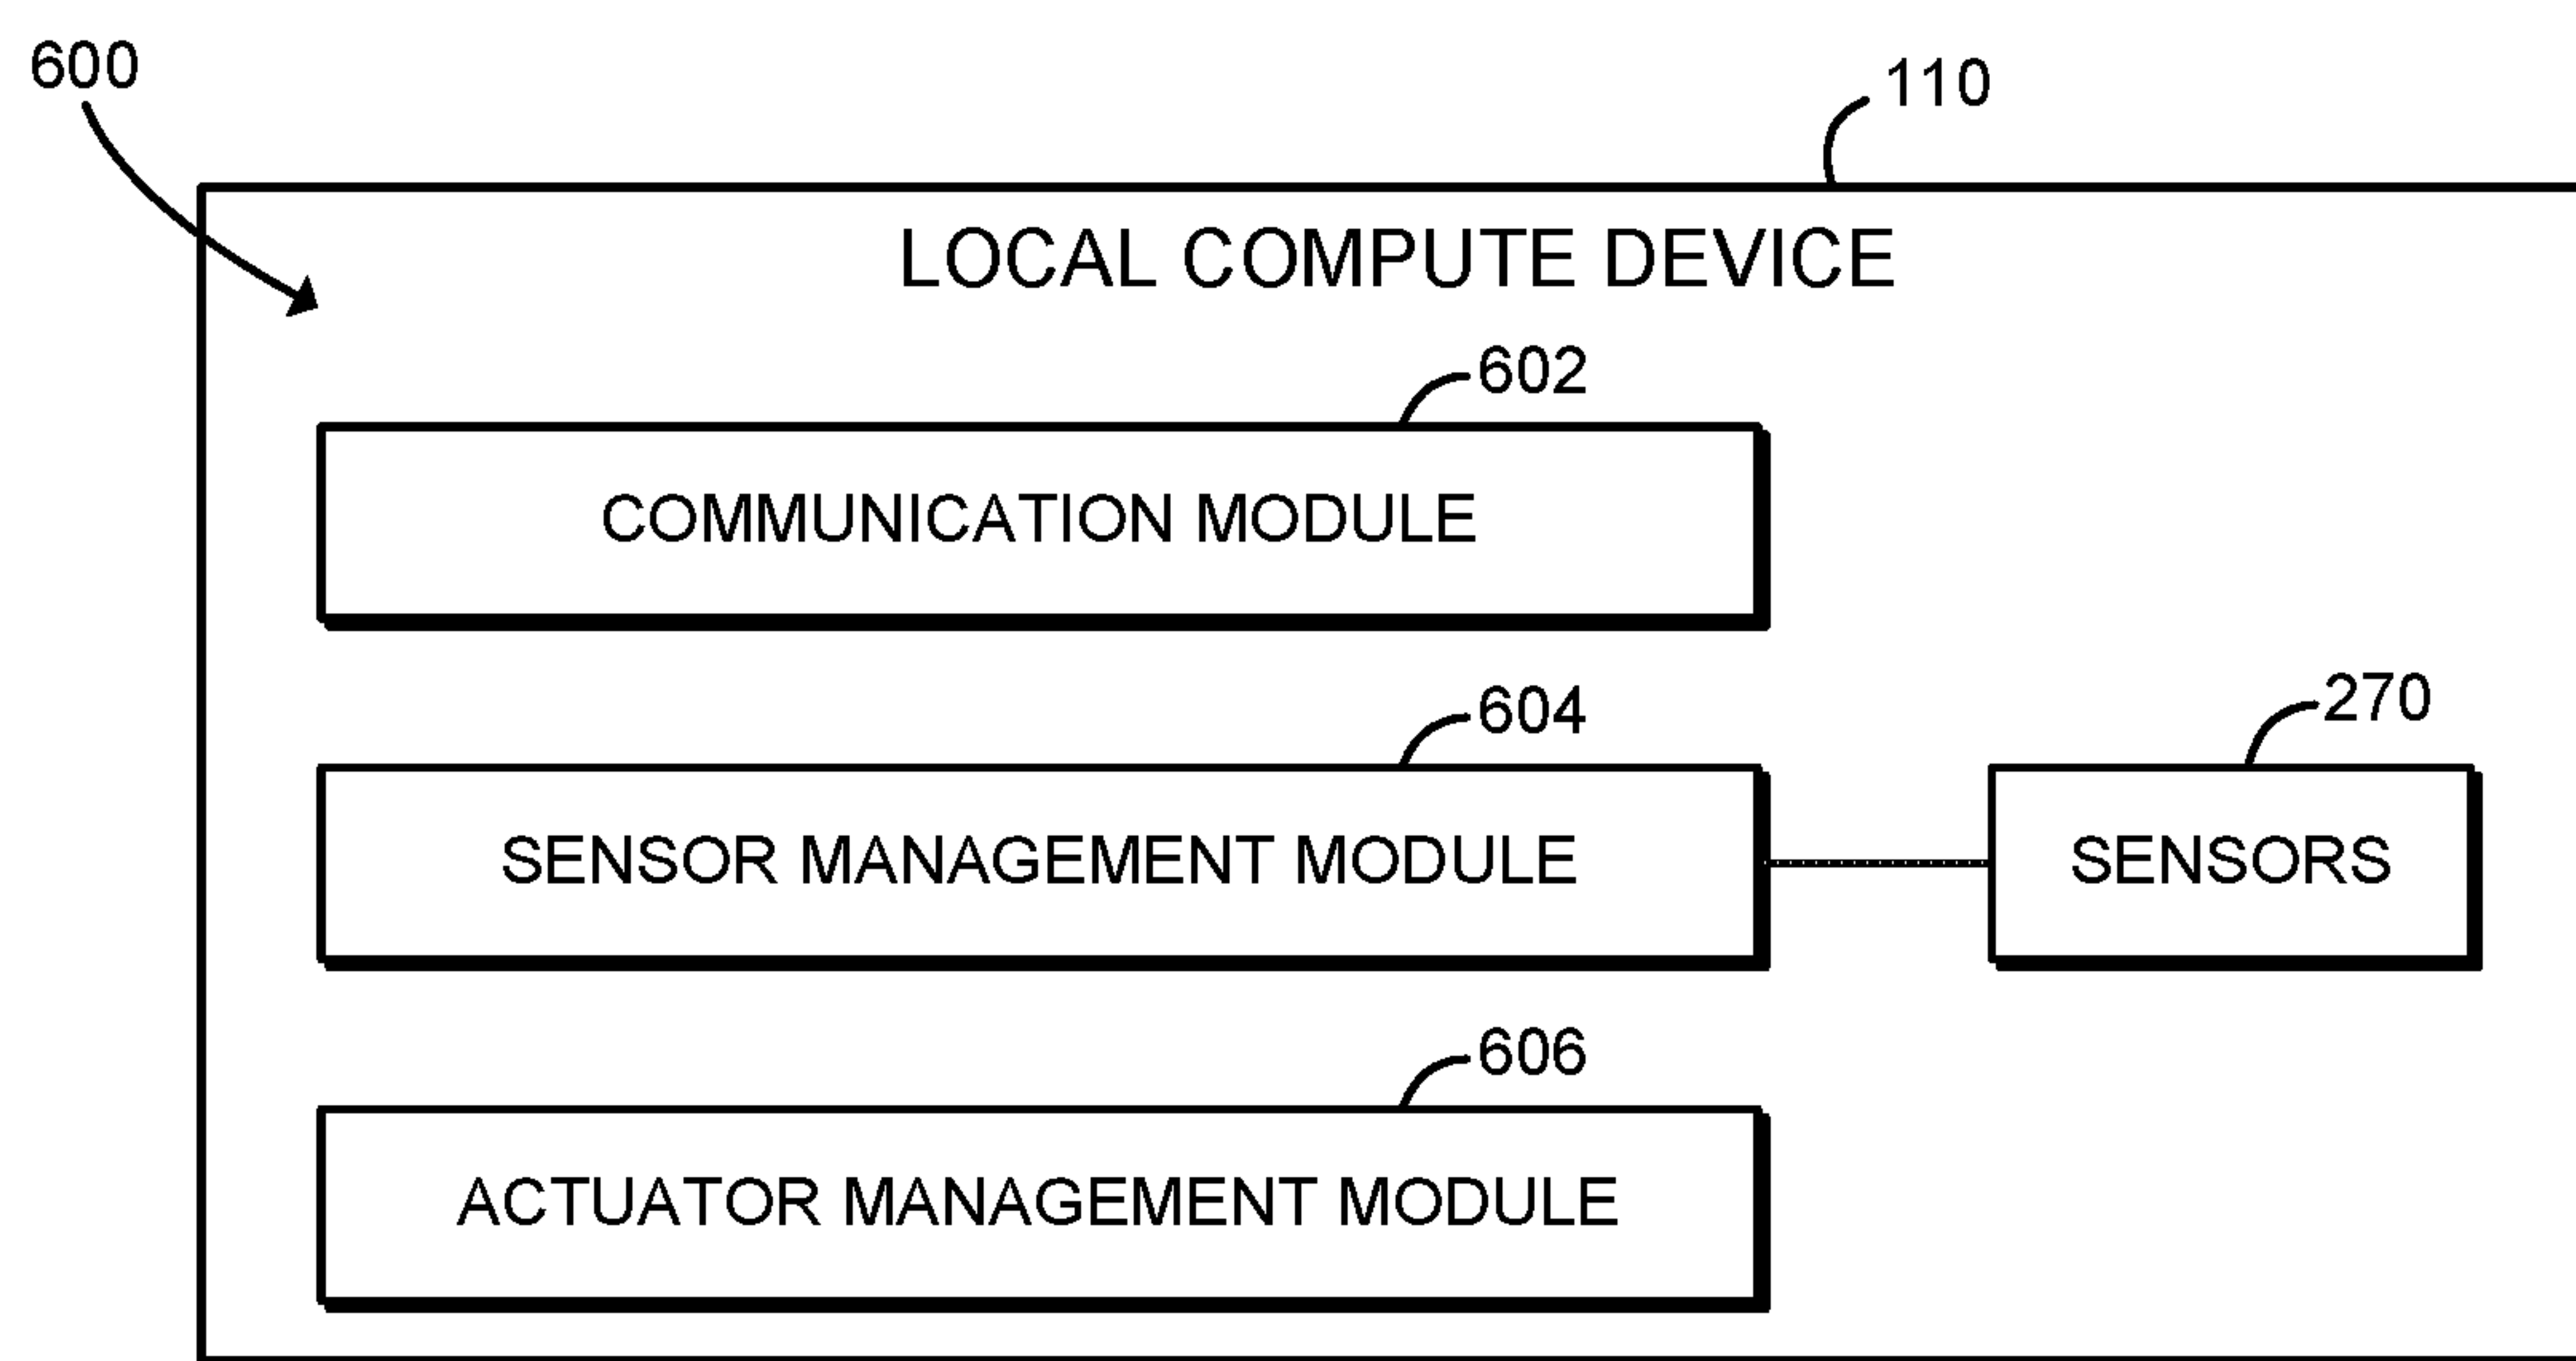 600
110
LOCAL COMPUTE DEVICE
602
COMMUNICATION MODULE
604
270
SENSOR MANAGEMENT MODULE
SENSORS
606
ACTUATOR MANAGEMENT MODULE